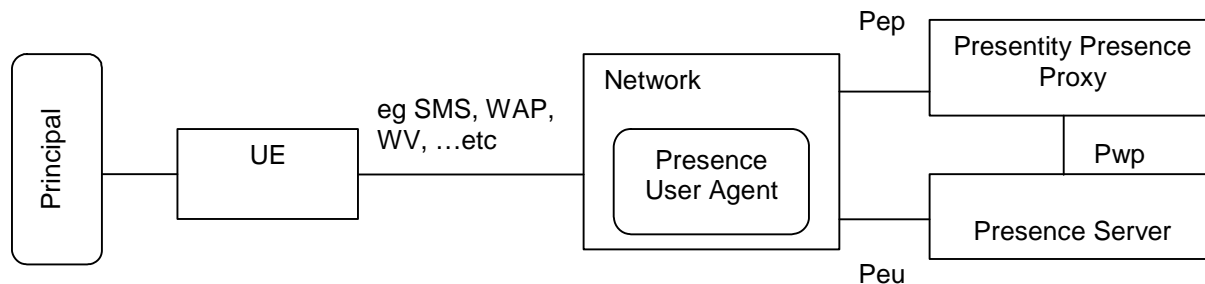 Principal
UE
eg SMS, WAP,
WV, …etc
Network
Presence
User Agent
Pep
Presentity Presence
Proxy
Pwp
Presence Server
Peu